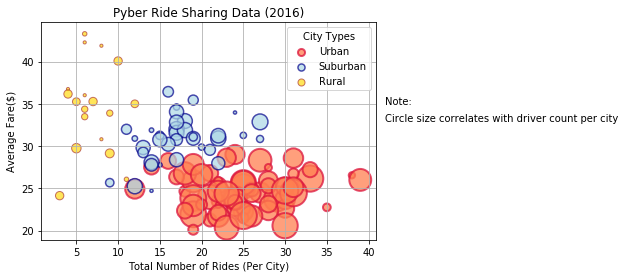 Pyber Ride Sharing Data (2016)
City Types
Urban
Suburban
Rural
Average Fare($)
40
35
30
25
20
5
10
15
20
25
30
35
40
Total Number of Rides (Per City)
Note:
Circle size correlates with driver count per city